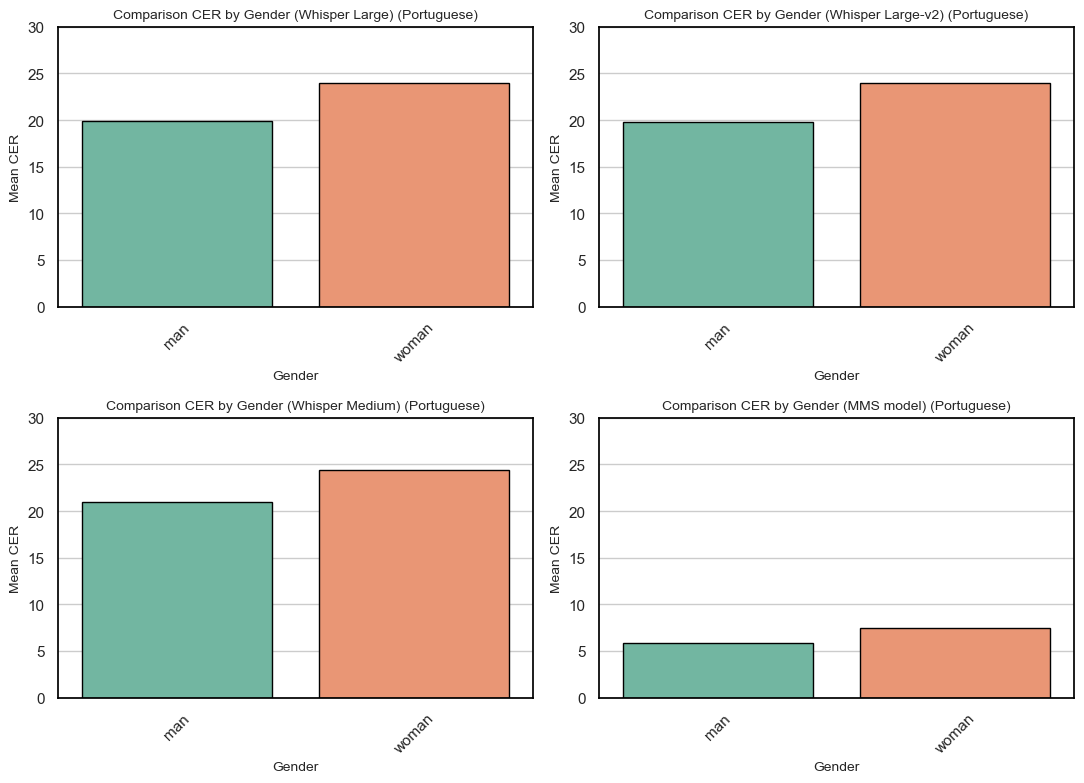 Comparison CER by Gender (Whisper Large) (Portuguese)
30
25
20
15
10
5
0
Mean CER
man
woman
Gender
Comparison CER by Gender (Whisper Large-v2) (Portuguese)
30
25
20
15
10
5
0
Mean CER
man
woman
Gender
Comparison CER by Gender (Whisper Medium) (Portuguese)
30
25
20
15
10
5
0
Mean CER
man
woman
Gender
Comparison CER by Gender (MMS model) (Portuguese)
30
25
20
15
10
5
0
Mean CER
man
woman
Gender